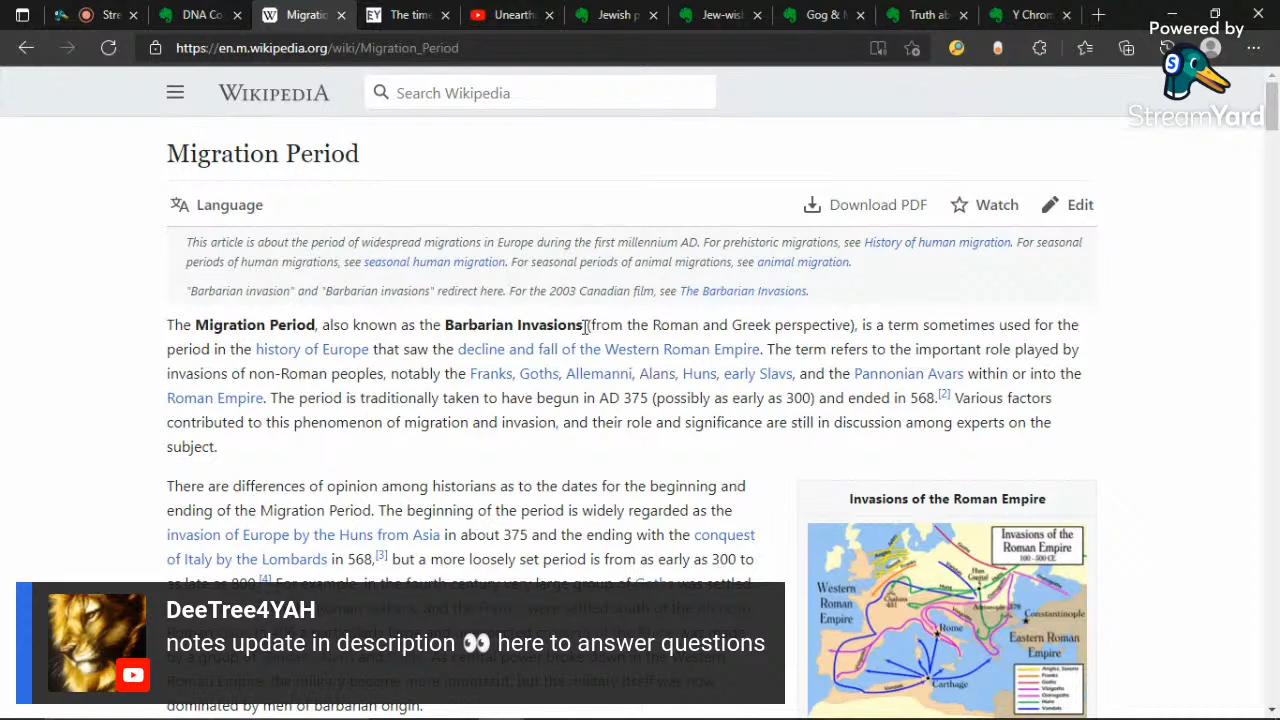 Stre
DNA Co
Migratio
The time
Unearthe
Jewish p
Jew-wis
Gog & M
Truth ab
Y Chrom
https://en.m.wikipedia.org/wiki/Migration_Period
Powered by
StreamYard
WIKIPEDIA
Search Wikipedia
Migration Period
Language
Download PDF
Watch
Edit
This article is about the period of widespread migrations in Europe during the first millennium AD. For prehistoric migrations, see History of human migration. For seasonal
periods of human migrations, see seasonal human migration. For seasonal periods of animal migrations, see animal migration.
"Barbarian invasion" and "Barbarian invasions" redirect here. For the 2003 Canadian film, see The Barbarian Invasions.
The Migration Period, also known as the Barbarian Invasions (from the Roman and Greek perspective), is a term sometimes used for the
period in the history of Europe that saw the decline and fall of the Western Roman Empire. The term refers to the important role played by
invasions of non-Roman peoples, notably the Franks, Goths, Allemanni, Alans, Huns, early Slavs, and the Pannonian Avars within or into the
Roman Empire. The period is traditionally taken to have begun in AD 375 (possibly as early as 300) and ended in 568.[2] Various factors
contributed to this phenomenon of migration and invasion, and their role and significance are still in discussion among experts on the
subject.
There are differences of opinion among historians as to the dates for the beginning and
ending of the Migration Period. The beginning of the period is widely regarded as the
invasion of Europe by the Huns from Asia in about 375 and the ending with the conquest
of Italy by the Lombards in 568,[3] but a more loosely set period is from as early as 300 to
Invasions of the Roman Empire
Invasions of the
Roman Empire
100 - 500 CE
Western
Roman
Empire
Rome
Constantinople
Eastern Roman
Empire
Carthage
Angles, Saxons
Franks
Goths
Visigoths
Ostrogoths
Huns
Vandals
DeeTree4YAH
notes update in description 👀 here to answer questions
dominated by men of
origin.